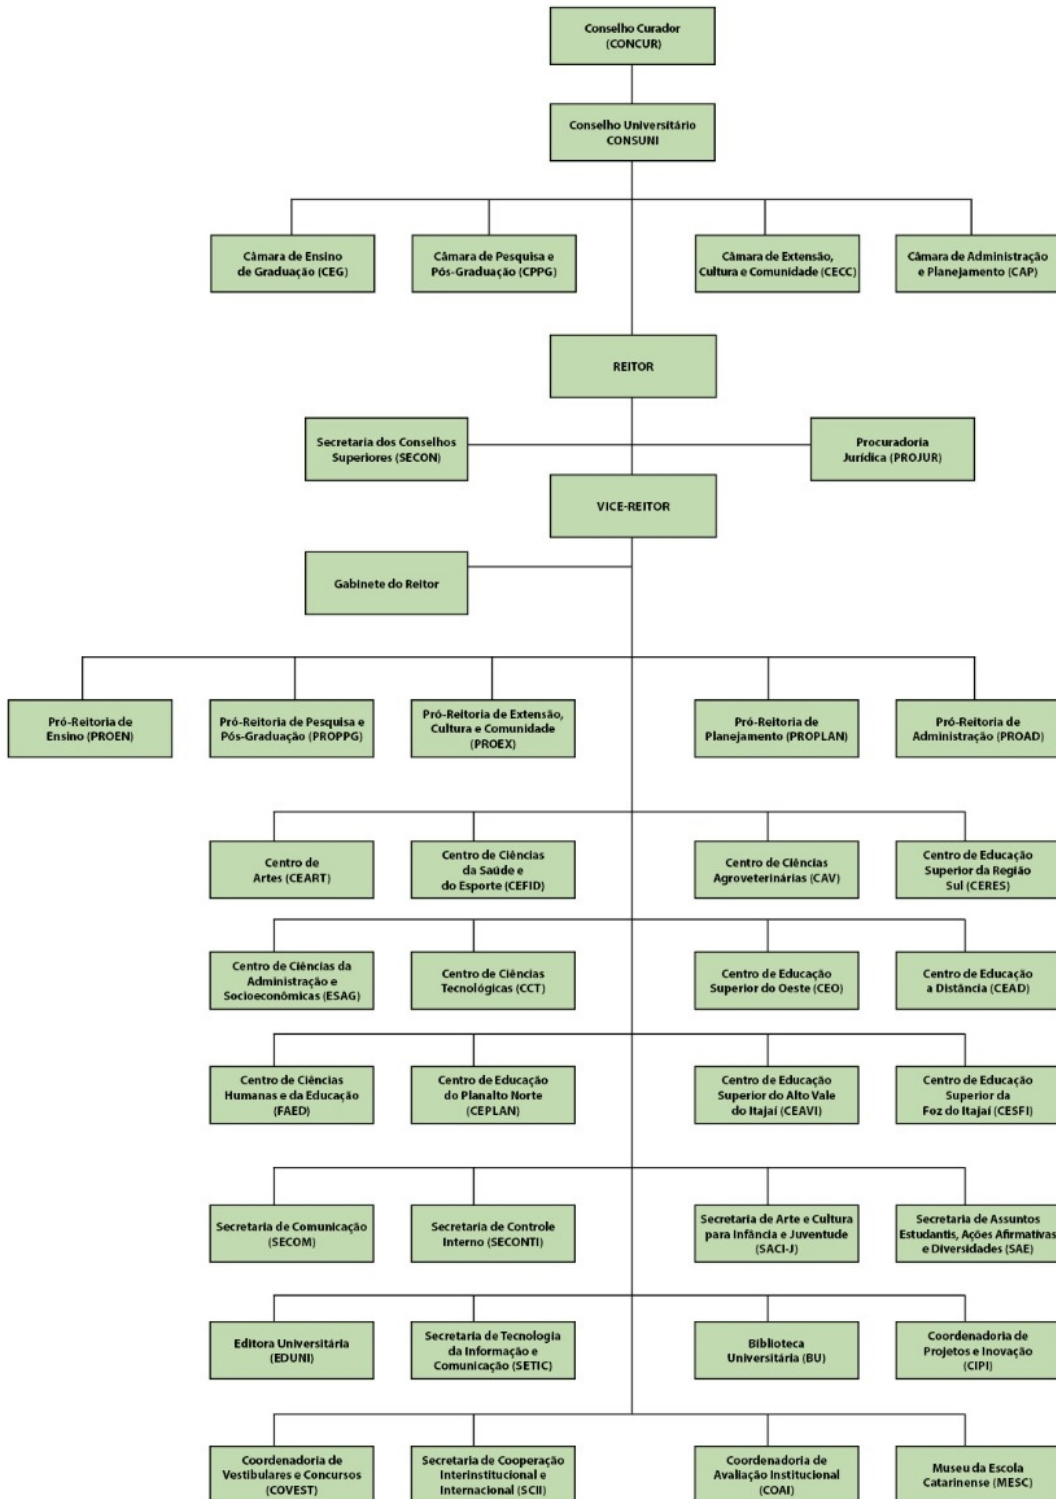 Conselho Curador
(CONCUR)
Conselho Universitário
CONSUNI
Câmara de Ensino
de Graduação (CEG)
Câmara de Pesquisa e
Pós-Graduação (CPPG)
Câmara de Extensão,
Cultura e Comunidade (CECC)
Câmara de Administração
e Planejamento (CAP)
REITOR
Secretaria dos Conselhos
Superiores (SECON)
Procuradoria
Jurídica (PROJUR)
VICE-REITOR
Gabinete do Reitor
Pró-Reitoria de
Ensino (PROEN)
Pró-Reitoria de Pesquisa e
Pós-Graduação (PROPPG)
Pró-Reitoria de Extensão,
Cultura e Comunidade
(PROEX)
Pró-Reitoria de
Planejamento (PROPLAN)
Pró-Reitoria de
Administração (PROAD)
Centro de
Artes (CEART)
Centro de Ciências
da Saúde e
do Esporte (CEFID)
Centro de Ciências
Agroveterinárias (CAV)
Centro de Educação
Superior da Região
Sul (CERES)
Centro de Ciências da
Administração e
Socioeconômicas (ESAG)
Centro de Ciências
Tecnológicas (CCT)
Centro de Educação
Superior do Oeste (CEO)
Centro de Educação
a Distância (CEAD)
Centro de Ciências
Humanas e da Educação
(FAED)
Centro de Educação
do Planalto Norte
(CEPLAN)
Centro de Educação
Superior do Alto Vale
do Itajaí (CEAVI)
Centro de Educação
Superior da
Foz do Itajaí (CESFI)
Secretaria de Comunicação
(SECOM)
Secretaria de Controle
Interno (SECONTI)
Secretaria de Arte e Cultura
para Infância e Juventude
(SACI-J)
Secretaria de Assuntos
Estudantis, Ações Afirmativas
e Diversidades (SAE)
Editora Universitária
(EDUNI)
Secretaria de Tecnologia
da Informação e
Comunicação (SETIC)
Biblioteca
Universitária (BU)
Coordenadoria de
Projetos e Inovação
(CIPI)
Coordenadoria de
Vestibulares e Concursos
(COVEST)
Secretaria de Cooperação
Interinstitucional e
Internacional (SCII)
Coordenadoria de
Avaliação Institucional
(COAI)
Museu da Escola
Catarinense (MESC)